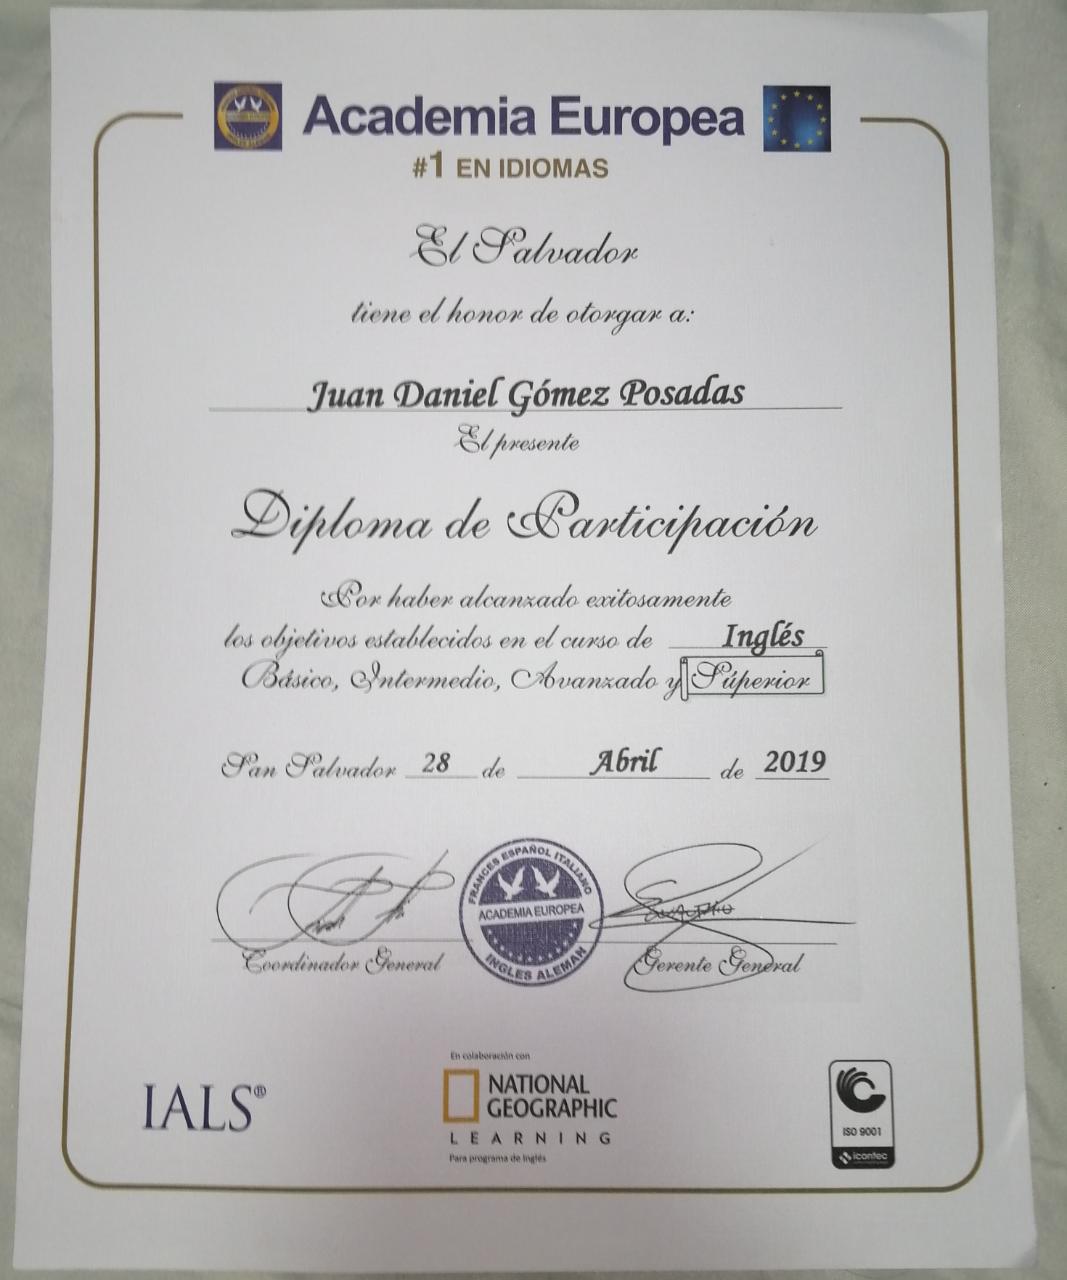 Academia Europea
#1 EN IDIOMAS
El Salvador
tiene el honor de otorgar a:
Juan Daniel Gómez Posadas
El presente
Diploma de Participación
Por haber alcanzado exitosamente
los objetivos establecidos en el curso de Inglés
Básico, Intermedio, Avanzado y Súperior
San Salvador 28 de Abril de 2019
FRANCES ESPAÑOL ITALIANO
ACADEMIA EUROPEA
INGLES ALEMAN
Coordinador General
Gerente General
En colaboración con
IALS®
NATIONAL
GEOGRAPHIC
LEARNING
Para programa de Inglés
ISO 9001
icontec